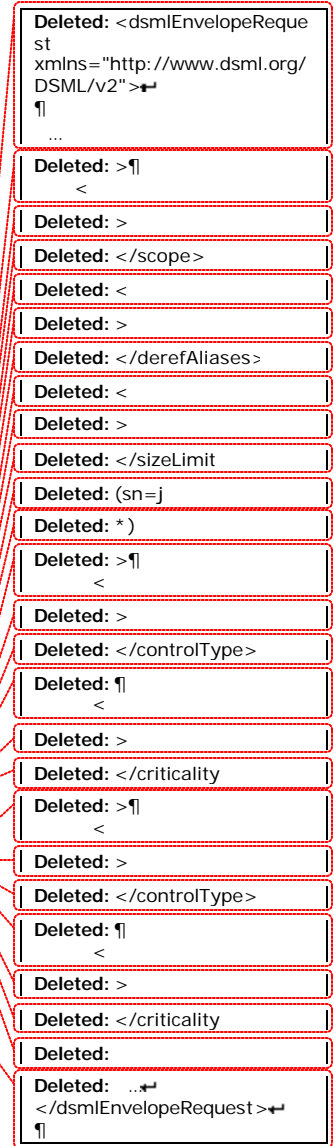 Deleted: <dsmlEnvelopeReque
st
xmlns="http://www.dsml.org/
DSML/v2">↵
¶
...
Deleted: >¶
<
Deleted: >
Deleted: </scope>
Deleted: <
Deleted: >
Deleted: </derefAliases>
Deleted: <
Deleted: >
Deleted: </sizeLimit
Deleted: (sn=j
Deleted: *)
Deleted: >¶
<
Deleted: >
Deleted: </controlType>
Deleted: ¶
<
Deleted: >
Deleted: </criticality
Deleted: >¶
<
Deleted: >
Deleted: </controlType>
Deleted: ¶
<
Deleted: >
Deleted: </criticality
Deleted:
Deleted: ...↵
</dsmlEnvelopeRequest>↵
¶